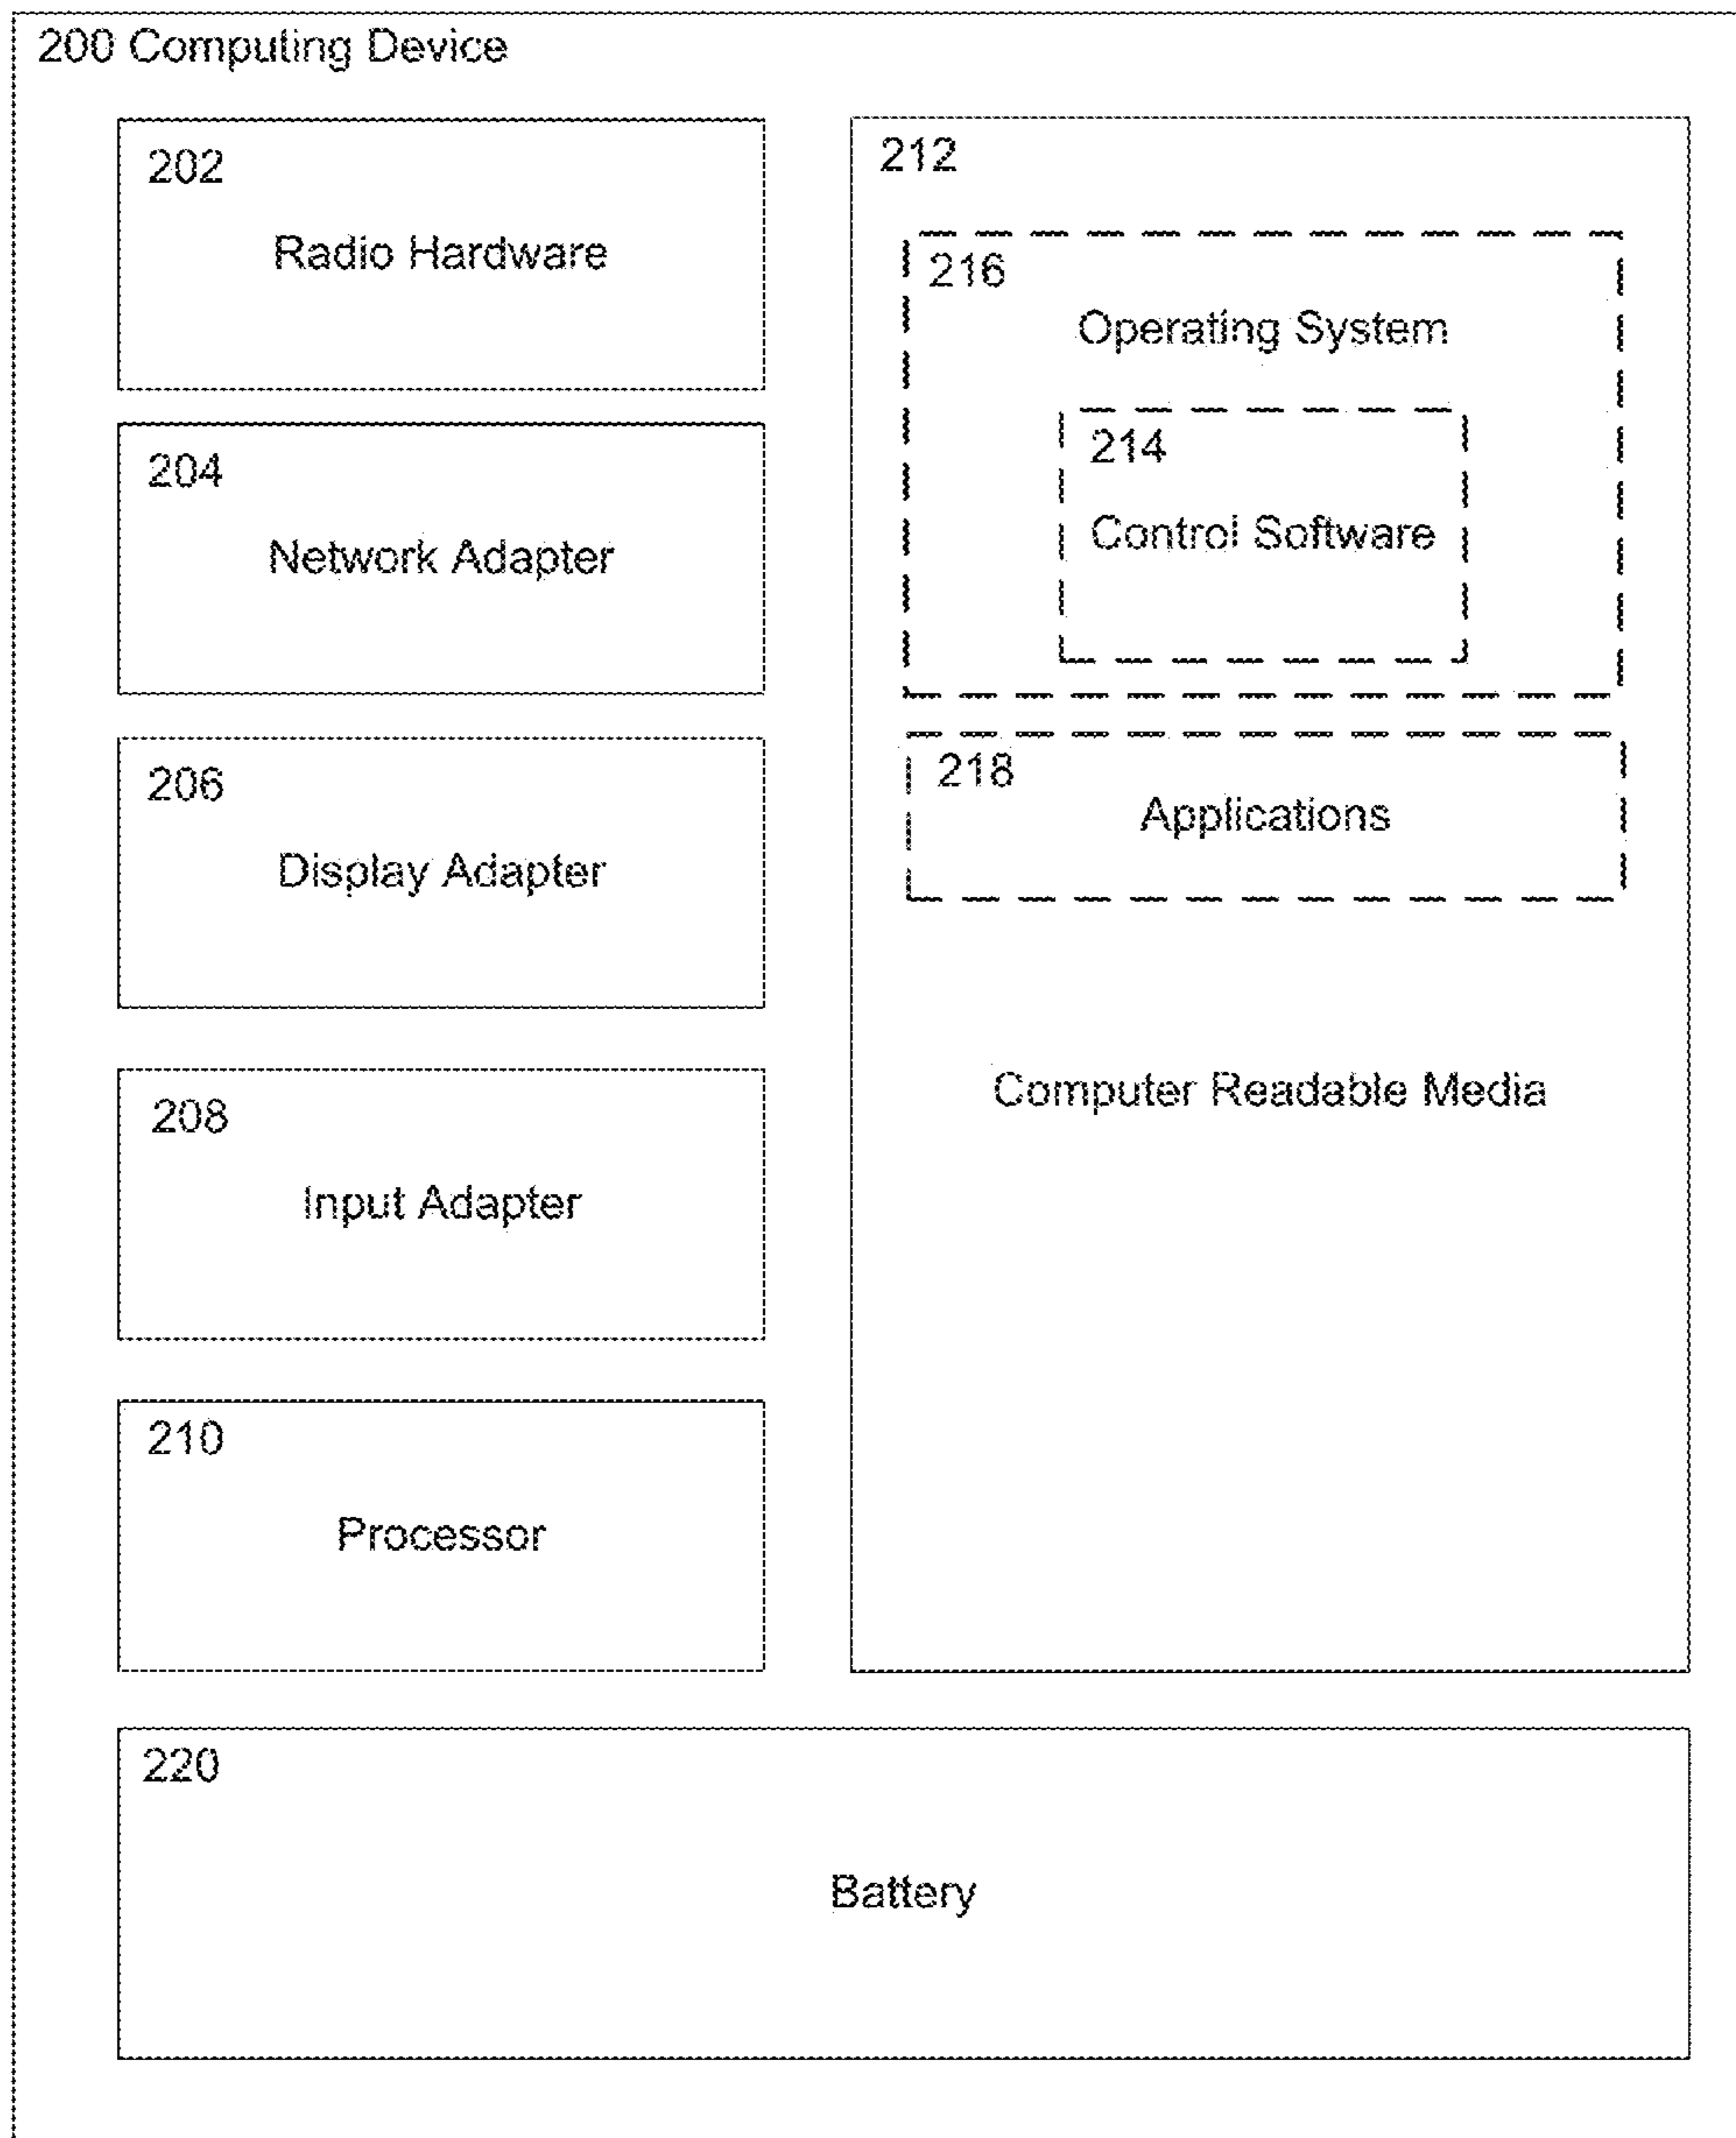 200 Computing Device
202
Radio Hardware
204
Network Adapter
206
Display Adapter
208
Input Adapter
210
Processor
212
216
Operating System
214
Control Software
218
Applications
Computer Readable Media
220
Battery